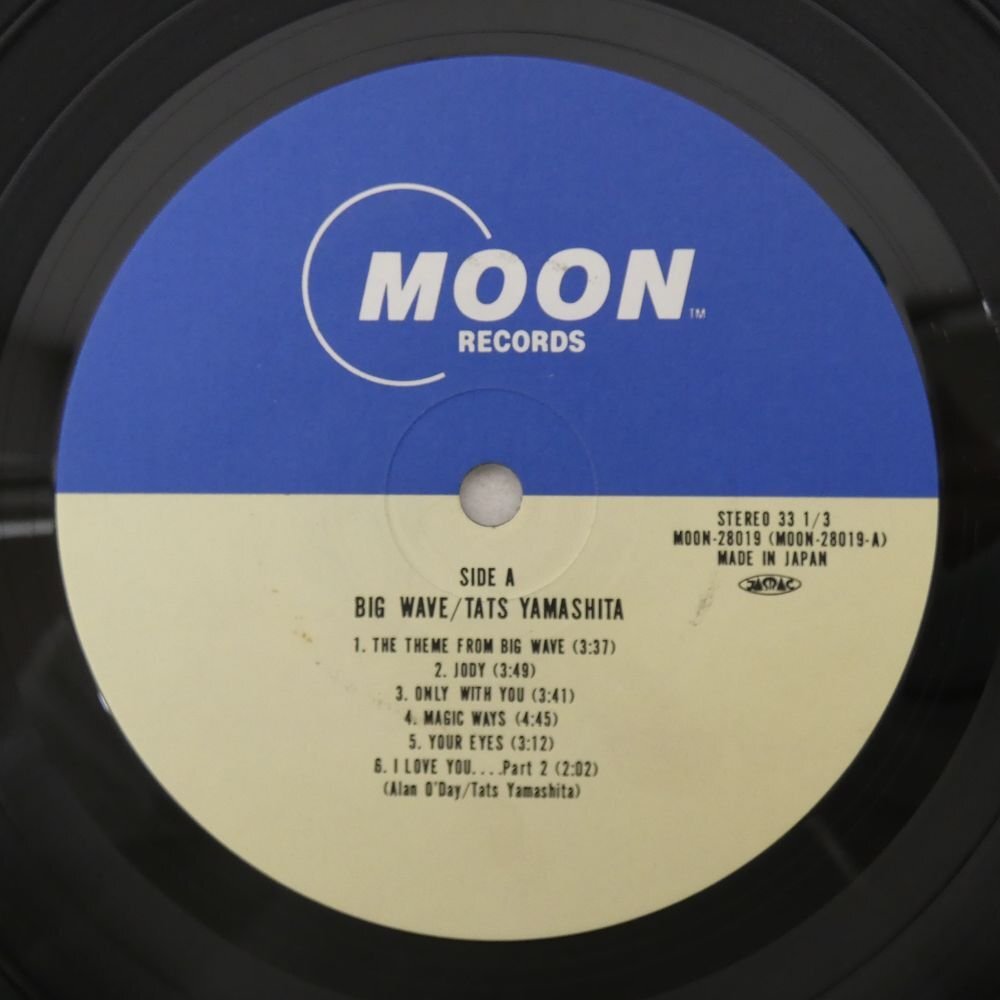 MOON TM
RECORDS
STEREO 33 1/3
MOON-28019 (MOON-28019-A)
MADE IN JAPAN
JASRAC
SIDE A
BIG WAVE/TATS YAMASHITA
1. THE THEME FROM BIG WAVE (3:37)
2. JODY (3:49)
3. ONLY WITH YOU (3:41)
4. MAGIC WAYS (4:45)
5. YOUR EYES (3:12)
6. I LOVE YOU....Part 2 (2:02)
(Alan O'Day/Tats Yamashita)